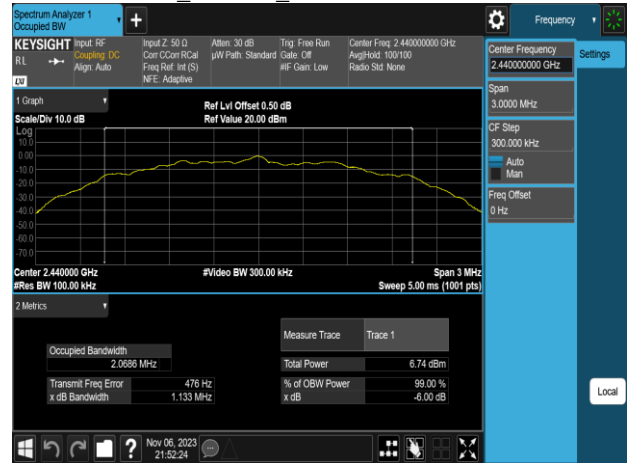 Spectrum Analyzer 1
Occupied BW
Frequency
KEYSIGHT
RL
LXI
Input: RF
Coupling: DC
Align: Auto
Input Z: 50 Ω
Corr CCorr RCal
Freq Ref: Int (S)
NFE: Adaptive
Atten: 30 dB
µW Path: Standard
Trig: Free Run
Gate: Off
#IF Gain: Low
Center Freq: 2.440000000 GHz
Avg|Hold: 100/100
Radio Std: None
Center Frequency
2.440000000 GHz
Settings
Span
3.0000 MHz
CF Step
300.000 kHz
Auto
Man
Freq Offset
0 Hz
Local
1 Graph
Scale/Div 10.0 dB
Ref Lvl Offset 0.50 dB
Ref Value 20.00 dBm
Log
10.0
0.00
-10.0
-20.0
-30.0
-40.0
-50.0
-60.0
-70.0
Center 2.440000 GHz
#Res BW 100.00 kHz
#Video BW 300.00 kHz
Span 3 MHz
Sweep 5.00 ms (1001 pts)
2 Metrics
Measure Trace Trace 1
Occupied Bandwidth
2.0686 MHz
Total Power 6.74 dBm
Transmit Freq Error 476 Hz
% of OBW Power 99.00 %
x dB Bandwidth 1.133 MHz
x dB -6.00 dB
?
Nov 06, 2023
21:52:24